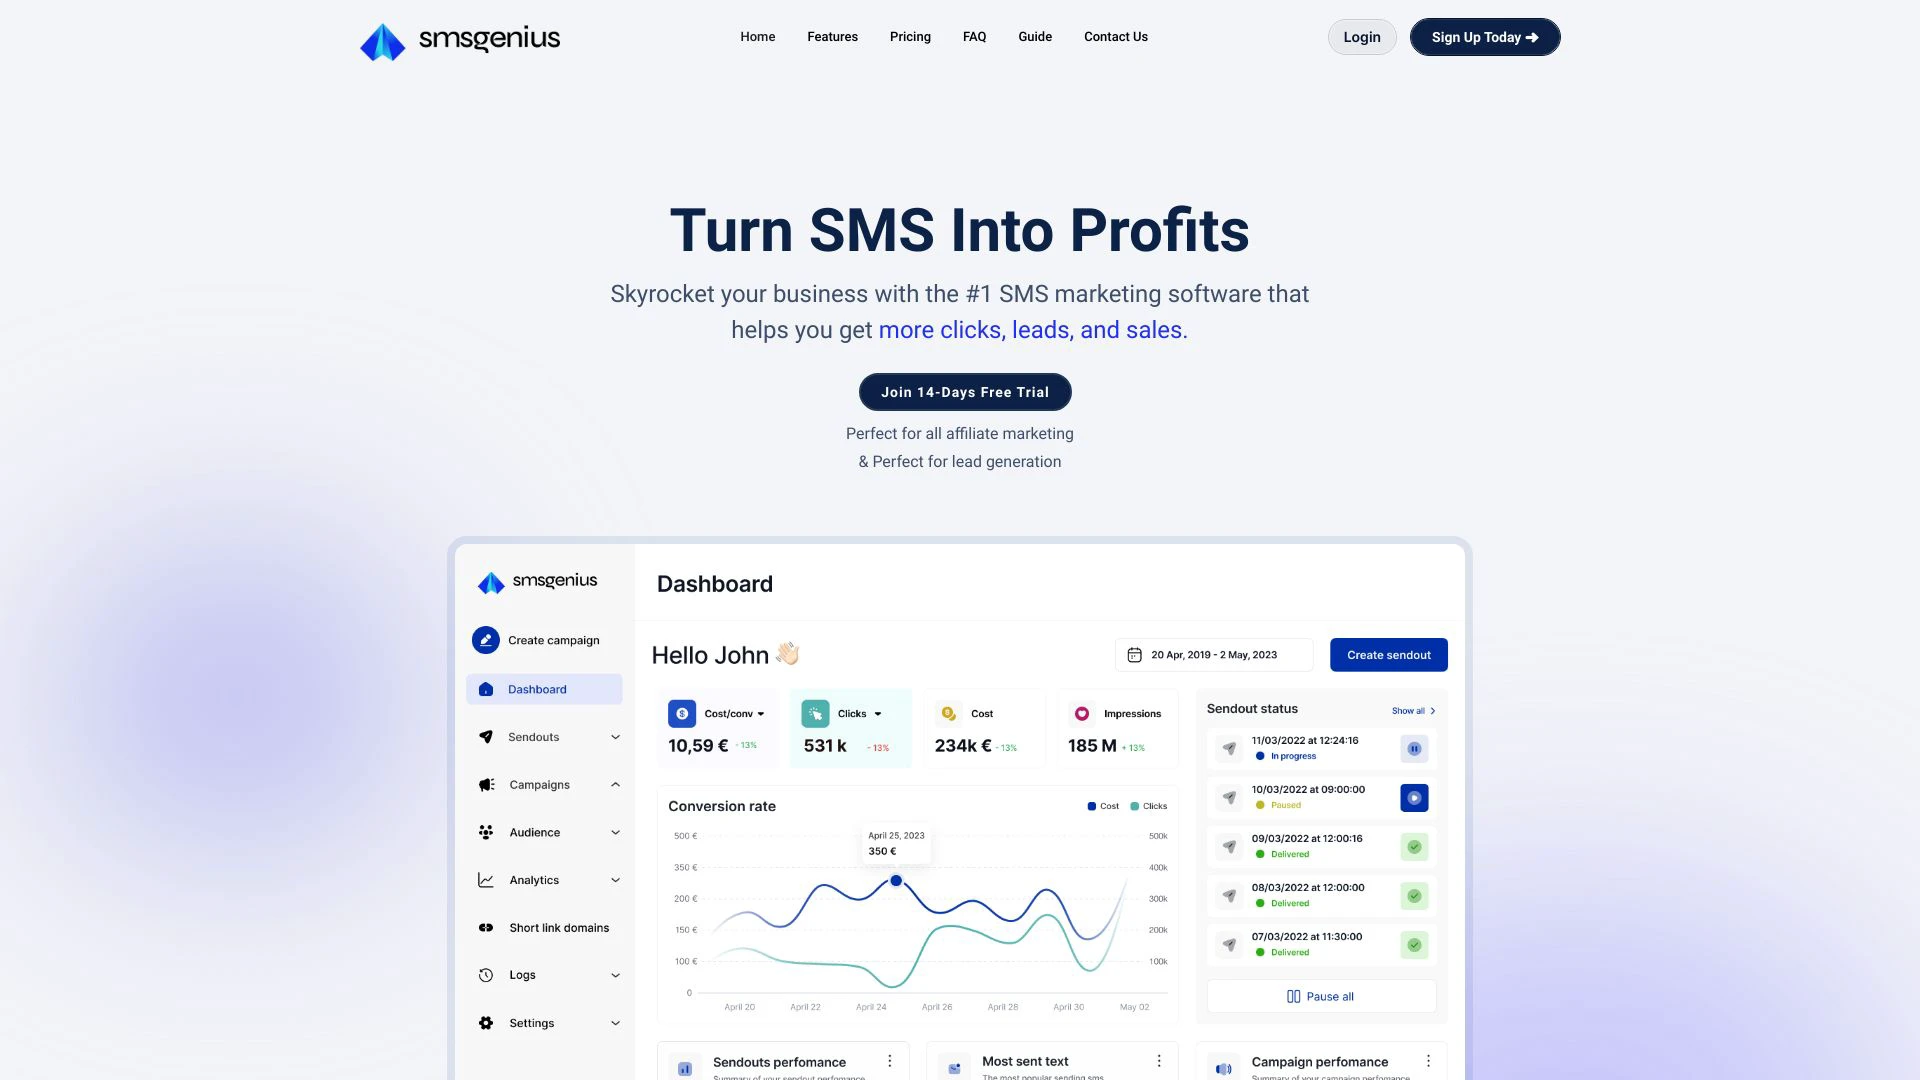 smsgenius
Home Features Pricing FAQ Guide Contact Us
Login Sign Up Today
Turn SMS Into Profits
Skyrocket your business with the #1 SMS marketing software that
helps you get more clicks, leads, and sales.
Join 14-Days Free Trial
Perfect for all affiliate marketing
& Perfect for lead generation
smsgenius
Create campaign
Dashboard
Sendouts
Campaigns
Audience
Analytics
Short link domains
Logs
Settings
Dashboard
Hello John
20 Apr, 2019 - 2 May, 2023
Create sendout
Cost/conv
10,59 € - 13%
Clicks
531 k - 13%
Cost
234k € - 13%
Impressions
185 M + 13%
Conversion rate
Cost Clicks
April 25, 2023
350 €
500 € 500k
350 € 400k
200 € 300k
150 € 200k
100 € 100k
0
April 20 April 22 April 24 April 26 April 28 April 30 May 02
Sendout status
Show all
11/03/2022 at 12:24:16
In progress
10/03/2022 at 09:00:00
Paused
09/03/2022 at 12:00:16
Delivered
08/03/2022 at 12:00:00
Delivered
07/03/2022 at 11:30:00
Delivered
Pause all
Sendouts perfomance
Summary of your sendout perfomance
Most sent text
The most popular sending sms
Campaign perfomance
Summary of your campaign perfomance